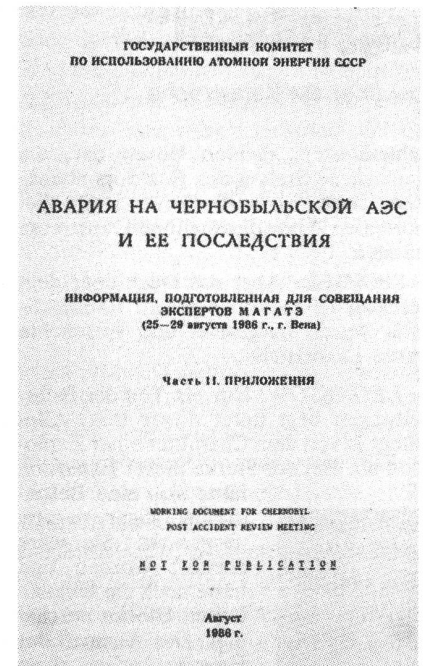 ГОСУДАРСТВЕННЫЙ КОМИТЕТ
ПО ИСПОЛЬЗОВАНИЮ АТОМНОЙ ЭНЕРГИИ СССР
АВАРИЯ НА ЧЕРНОБЫЛЬСКОЙ АЭС
И ЕЕ ПОСЛЕДСТВИЯ
ИНФОРМАЦИЯ, ПОДГОТОВЛЕННАЯ ДЛЯ СОВЕЩАНИЯ
ЭКСПЕРТОВ МАГАТЭ
(25—29 августа 1986 г., г. Вена)
Часть II. ПРИЛОЖЕНИЯ
WORKING DOCUMENT FOR CHERNOBYL
POST ACCIDENT REVIEW MEETING
NOT FOR PUBLICATION
Август
1986 г.